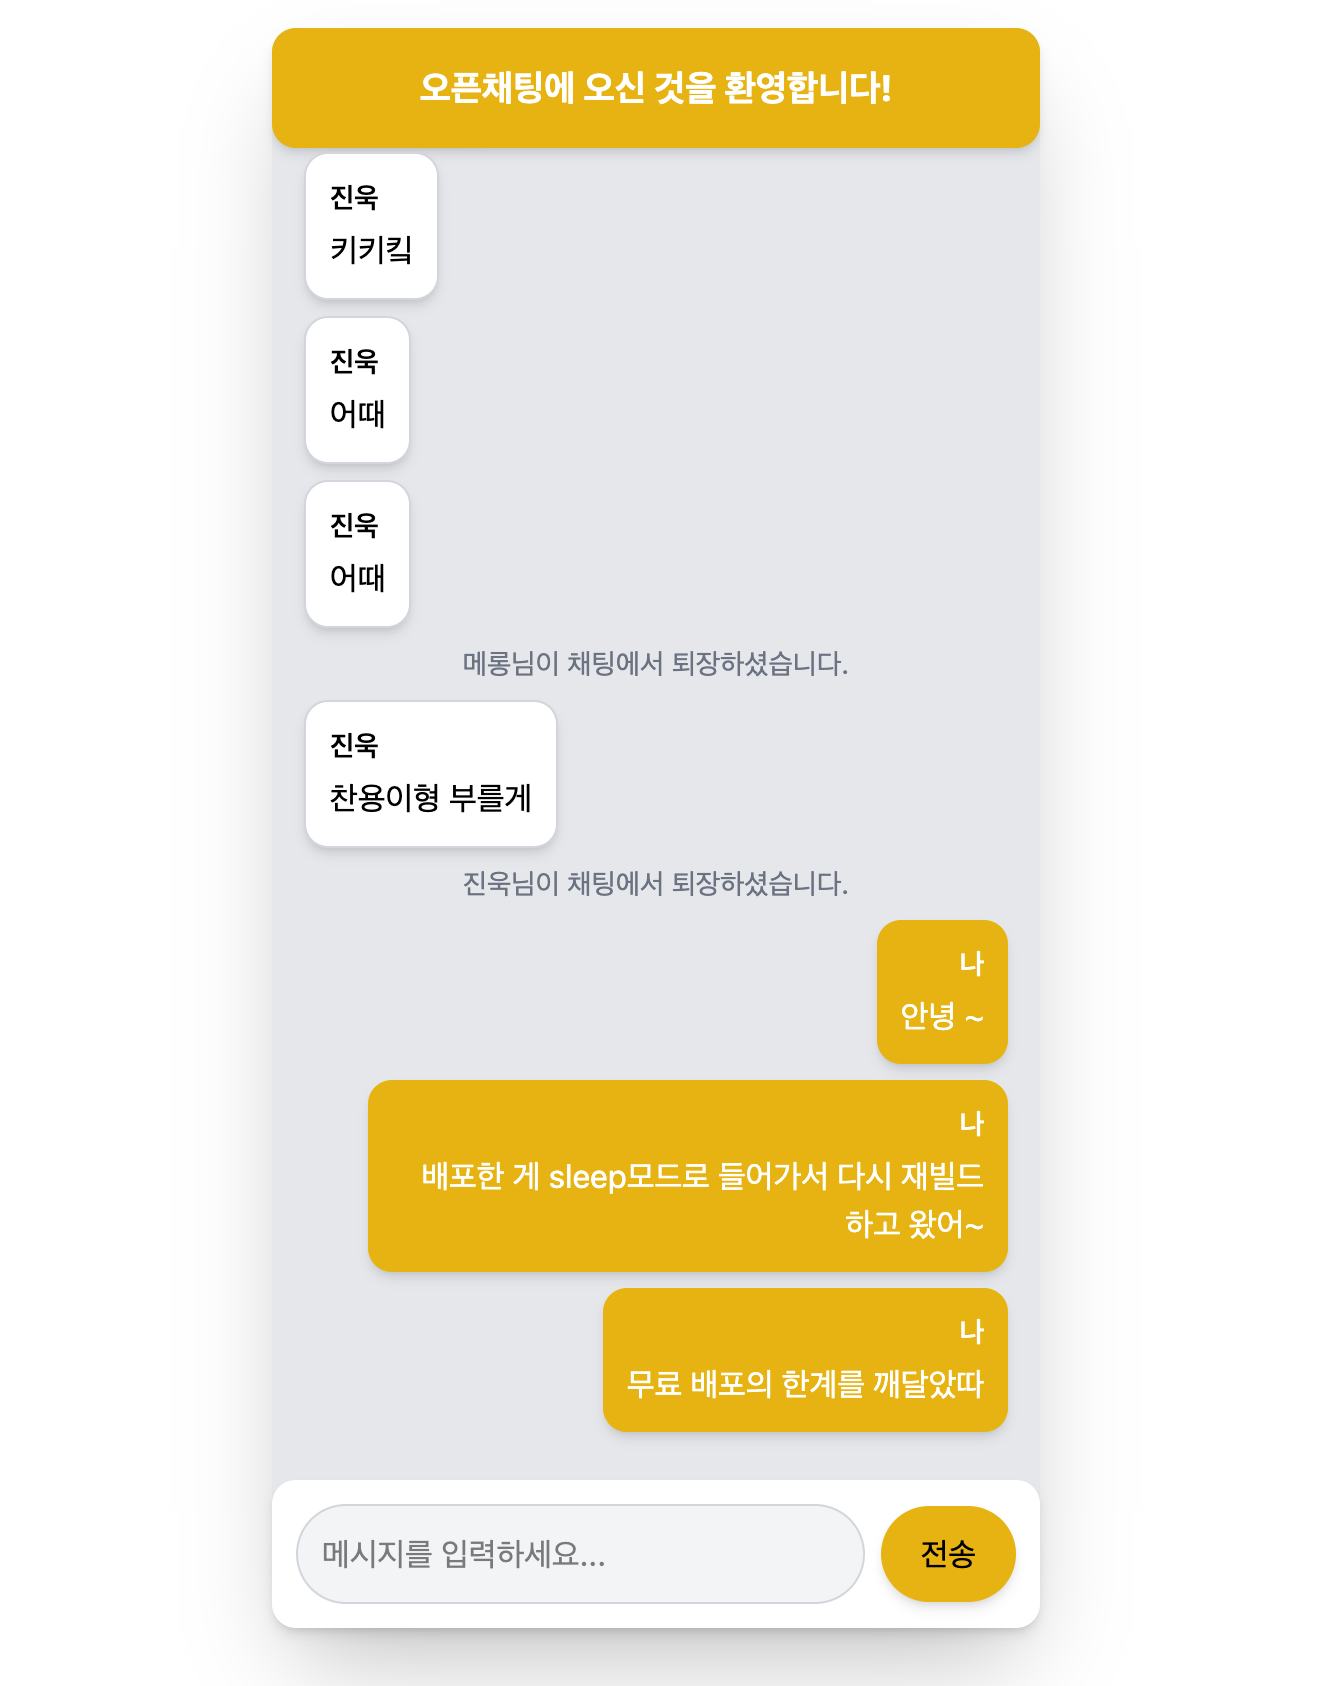 오픈채팅에 오신 것을 환영합니다!
진욱
키키킼
진욱
어때
진욱
어때
메롱님이 채팅에서 퇴장하셨습니다.
진욱
찬용이형 부를게
진욱님이 채팅에서 퇴장하셨습니다.
나
안녕 ~
나
배포한 게 sleep모드로 들어가서 다시 재빌드
하고 왔어~
나
무료 배포의 한계를 깨달았따
메시지를 입력하세요...
전송